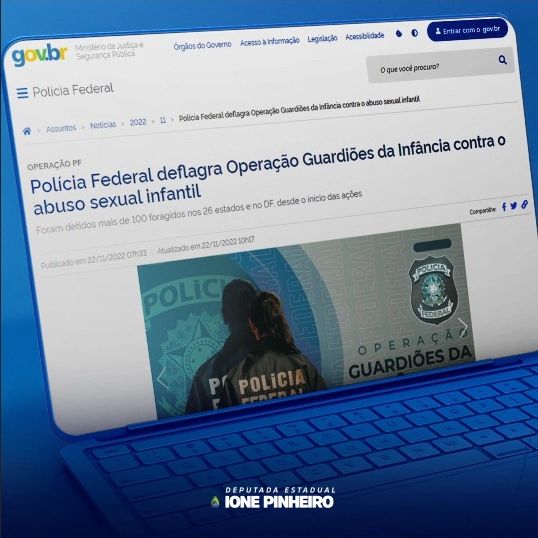 gov.br
Ministério da Justiça e
Segurança Pública
Órgãos do Governo Acesso à Informação Legislação Acessibilidade
Entrar com o gov.br
Polícia Federal
O que você procura?
Assuntos > Notícias > 2022 > 11 > Polícia Federal deflagra Operação Guardiões da Infância contra o abuso sexual infantil
OPERAÇÃO PF
Polícia Federal deflagra Operação Guardiões da Infância contra o
abuso sexual infantil
Foram detidos mais de 100 foragidos nos 26 estados e no DF, desde o início das ações
Compartilhe:
Publicado em 22/11/2022 07h33 Atualizado em 22/11/2022 10h17
POLÍCIA
FEDERAL
OPERAÇÃO
GUARDIÕES DA
POLÍCIA
FEDERAL
DEPUTADA ESTADUAL
IONE PINHEIRO